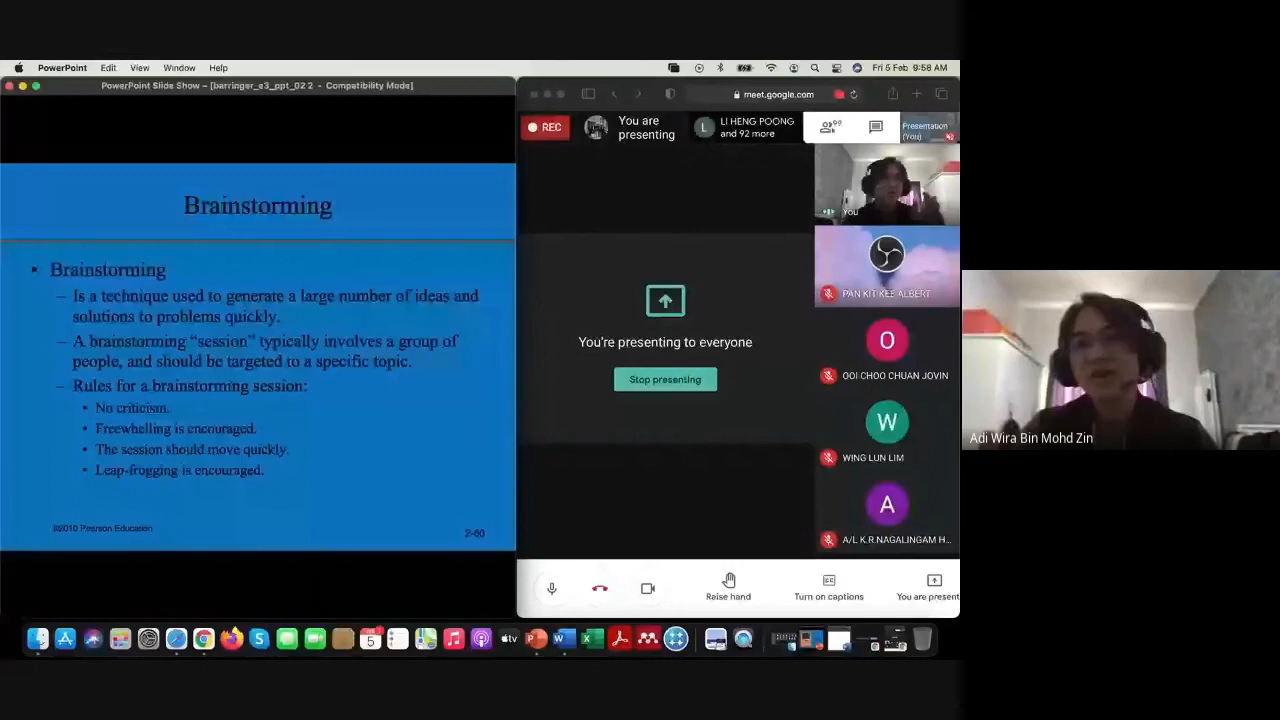 PowerPoint Edit View Window Help
Fri 5 Feb 9:58 AM
PowerPoint Slide Show – [barringer_e3_ppt_02 2 - Compatibility Mode]
Brainstorming
• Brainstorming
– Is a technique used to generate a large number of ideas and
solutions to problems quickly.
– A brainstorming “session” typically involves a group of
people, and should be targeted to a specific topic.
– Rules for a brainstorming session:
• No criticism.
• Freewhelling is encouraged.
• The session should move quickly.
• Leap-frogging is encouraged.
©2010 Pearson Education
2-60
meet.google.com
REC
You are
presenting
L
LI HENG POONG
and 92 more
99
Presentation
(You)
You
PAN KIT KEE ALBERT
You're presenting to everyone
Stop presenting
O
OOI CHOO CHUAN JOVIN
W
WING LUN LIM
A
A/L K.R.NAGALINGAM H...
Raise hand
Turn on captions
You are present
Adi Wira Bin Mohd Zin
5
tv